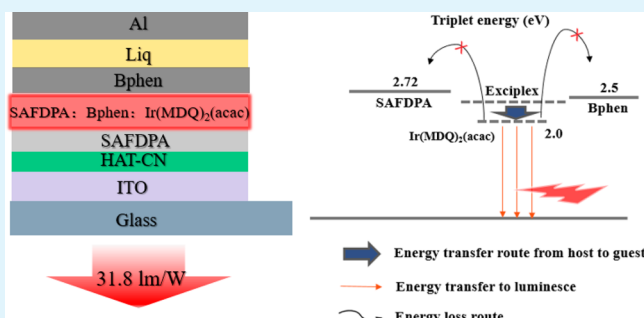 Al
Liq
Bphen
SAFDPA：Bphen：Ir(MDQ)₂(acac)
SAFDPA
HAT-CN
ITO
Glass
31.8 lm/W
Triplet energy (eV)
2.72
SAFDPA
Exciplex
2.5
Bphen
Ir(MDQ)₂(acac)
2.0
Energy transfer route from host to guest
Energy transfer to luminesce
Energy loss route